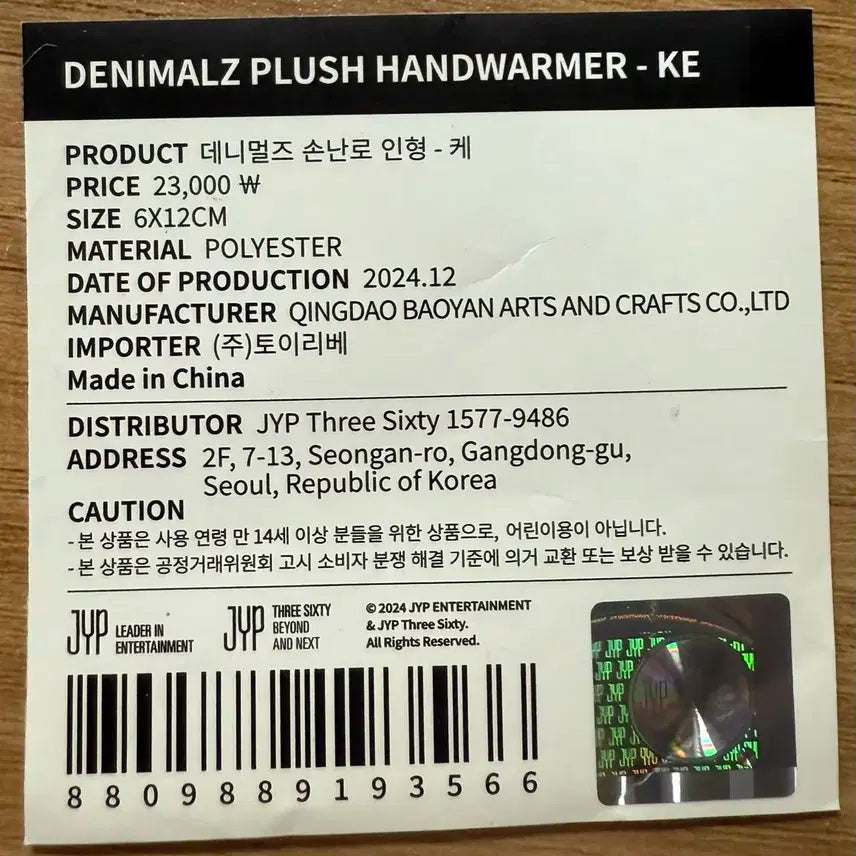 DENIMALZ PLUSH HANDWARMER - KE
PRODUCT 데니멀즈 손난로 인형 - 케
PRICE 23,000 ₩
SIZE 6X12CM
MATERIAL POLYESTER
DATE OF PRODUCTION 2024.12
MANUFACTURER QINGDAO BAOYAN ARTS AND CRAFTS CO.,LTD
IMPORTER (주)토이리베
Made in China
DISTRIBUTOR JYP Three Sixty 1577-9486
ADDRESS 2F, 7-13, Seongan-ro, Gangdong-gu,
Seoul, Republic of Korea
CAUTION
- 본 상품은 사용 연령 만 14세 이상 분들을 위한 상품으로, 어린이용이 아닙니다.
- 본 상품은 공정거래위원회 고시 소비자 분쟁 해결 기준에 의거 교환 또는 보상 받을 수 있습니다.
JYP LEADER IN ENTERTAINMENT
JYP THREE SIXTY BEYOND AND NEXT
© 2024 JYP ENTERTAINMENT
& JYP Three Sixty.
All Rights Reserved.
JYP
8809889193566